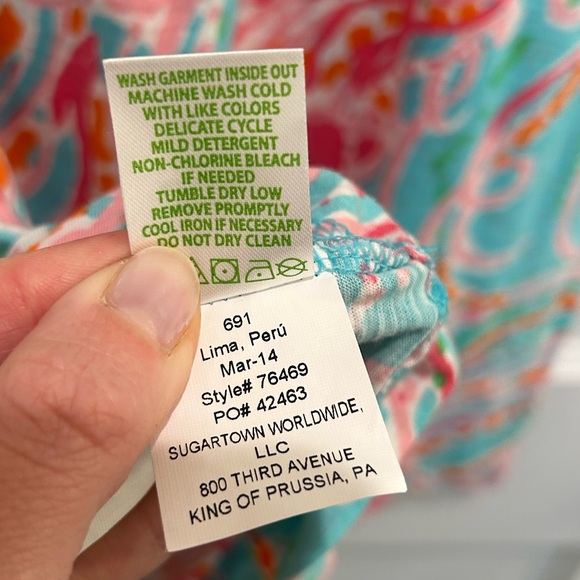 WASH GARMENT INSIDE OUT
MACHINE WASH COLD
WITH LIKE COLORS
DELICATE CYCLE
MILD DETERGENT
NON-CHLORINE BLEACH
IF NEEDED
TUMBLE DRY LOW
REMOVE PROMPTLY
COOL IRON IF NECESSARY
DO NOT DRY CLEAN
691
Lima, Perú
Mar-14
Style# 76469
PO# 42463
SUGARTOWN WORLDWIDE,
LLC
800 THIRD AVENUE
KING OF PRUSSIA, PA